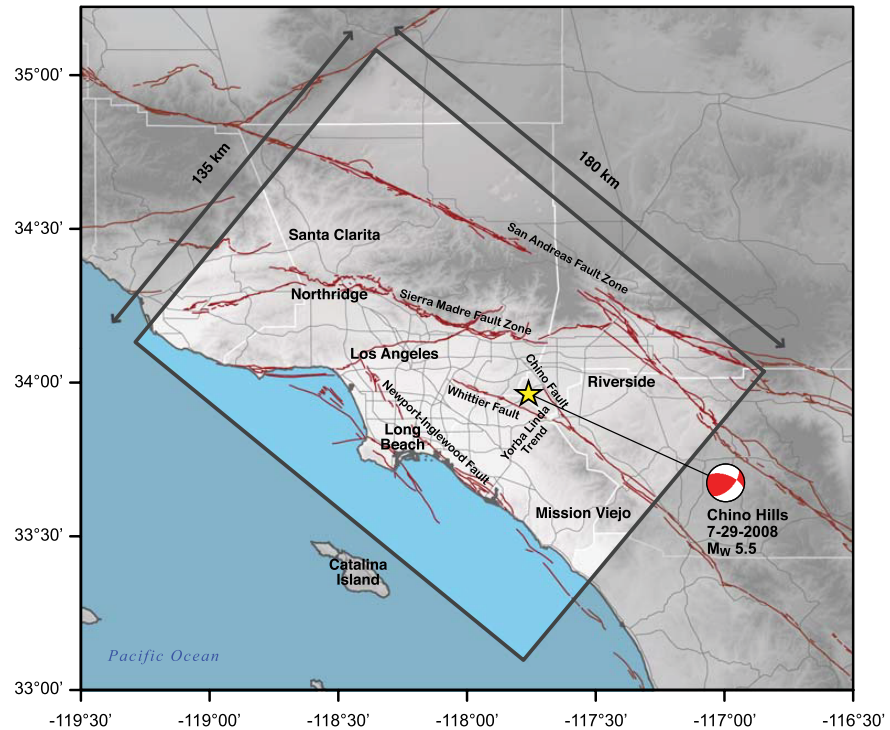 35°00'
34°30'
34°00'
33°30'
33°00'
135 km
180 km
Santa Clarita
San Andreas Fault Zone
Northridge
Sierra Madre Fault Zone
Los Angeles
Chino Fault
Riverside
Whittier Fault
Newport-Inglewood Fault
Long
Beach
Yorba Linda
Trend
Mission Viejo
Chino Hills
7-29-2008
Mw 5.5
Catalina
Island
Pacific Ocean
-119°30'
-119°00'
-118°30'
-118°00'
-117°30'
-117°00'
-116°30'